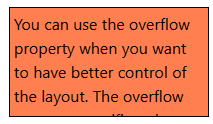 You can use the overflow
property when you want
to have better control of
the layout. The overflow